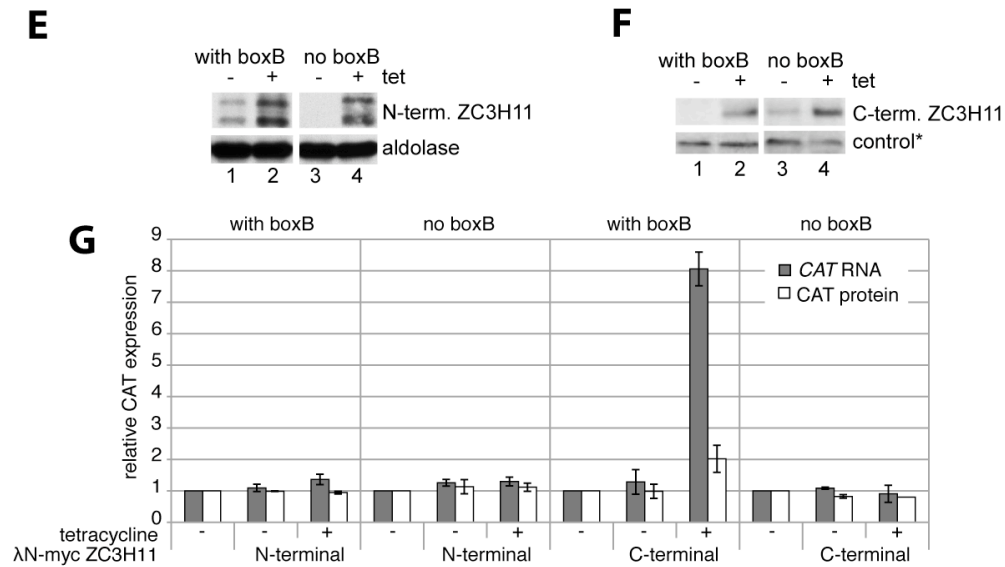 E
with boxB no boxB
- + - + tet
N-term. ZC3H11
aldolase
1 2 3 4
F
with boxB no boxB
- + - + tet
C-term. ZC3H11
control*
1 2 3 4
G
with boxB no boxB with boxB no boxB
relative CAT expression
9
8
7
6
5
4
3
2
1
0
CAT RNA
CAT protein
tetracycline - - + - - + - - + - - +
λN-myc ZC3H11 N-terminal N-terminal C-terminal C-terminal